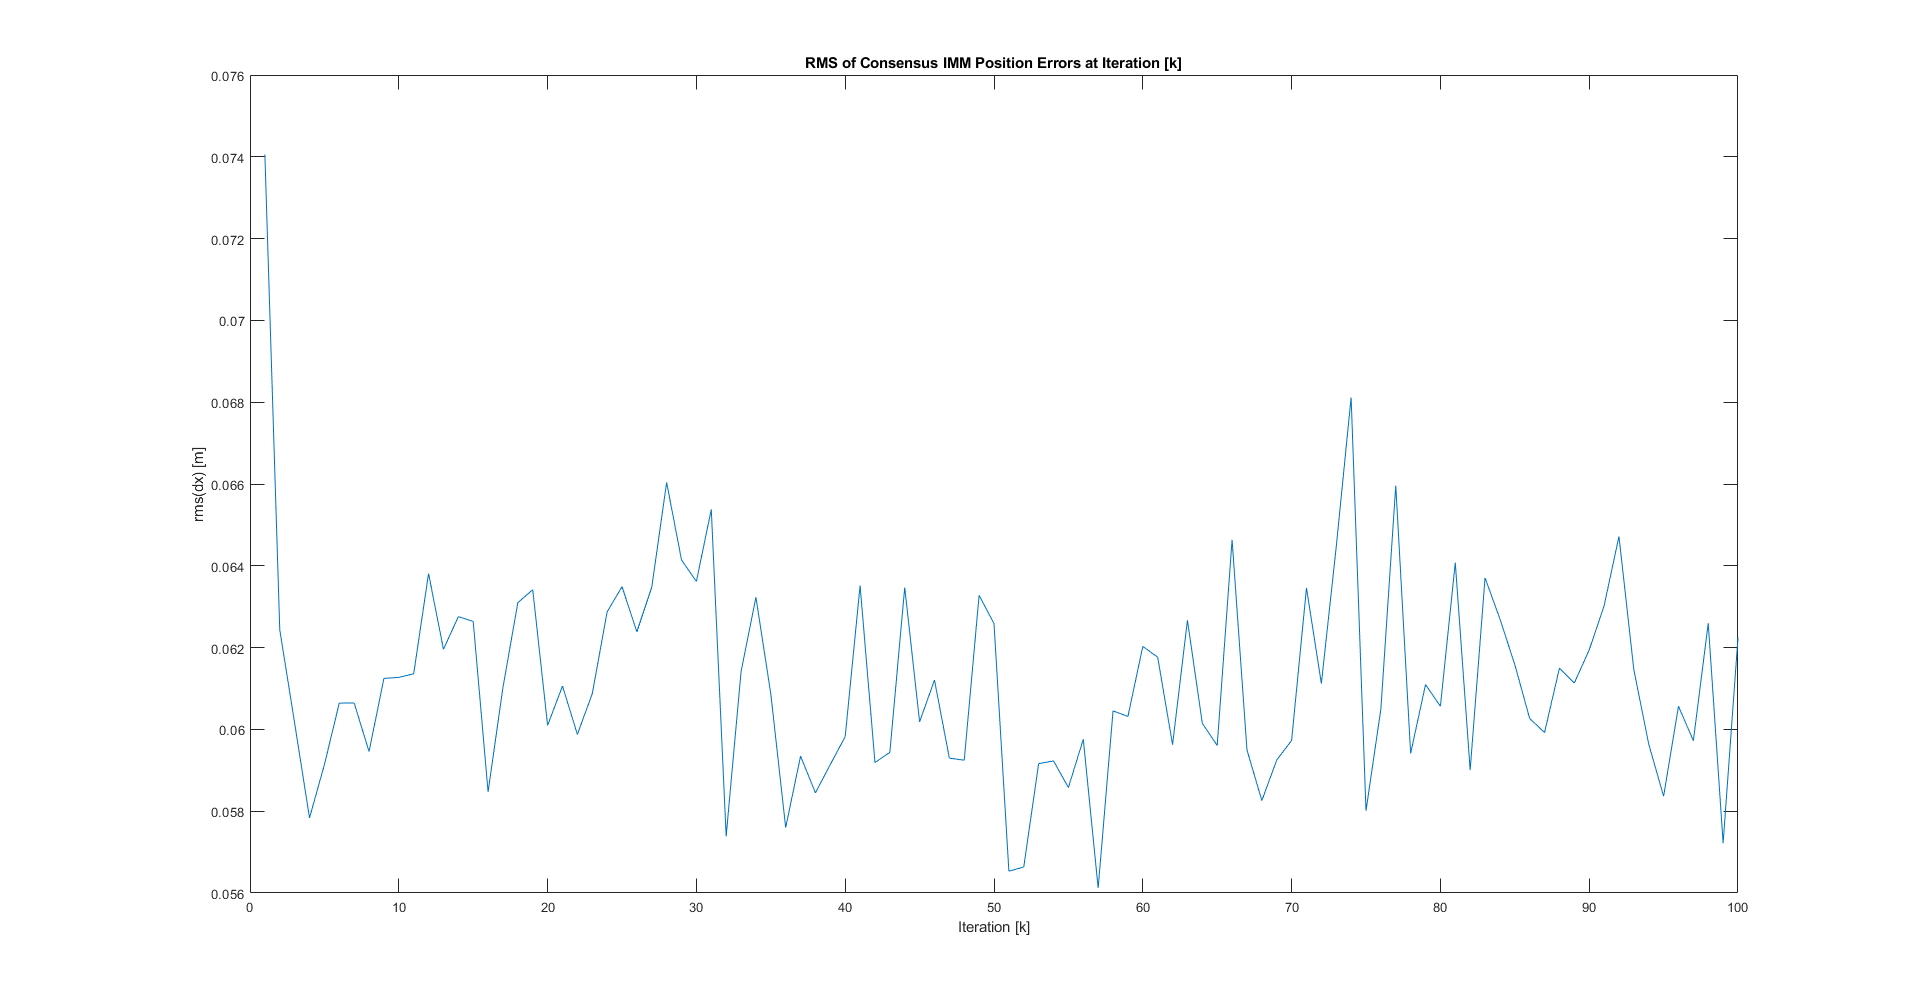 RMS of Consensus IMM Position Errors at Iteration [k]
0.076
0.074
0.072
0.07
0.068
0.066
0.064
0.062
0.06
0.058
0.056
rms(dx) [m]
0 10 20 30 40 50 60 70 80 90 100
Iteration [k]